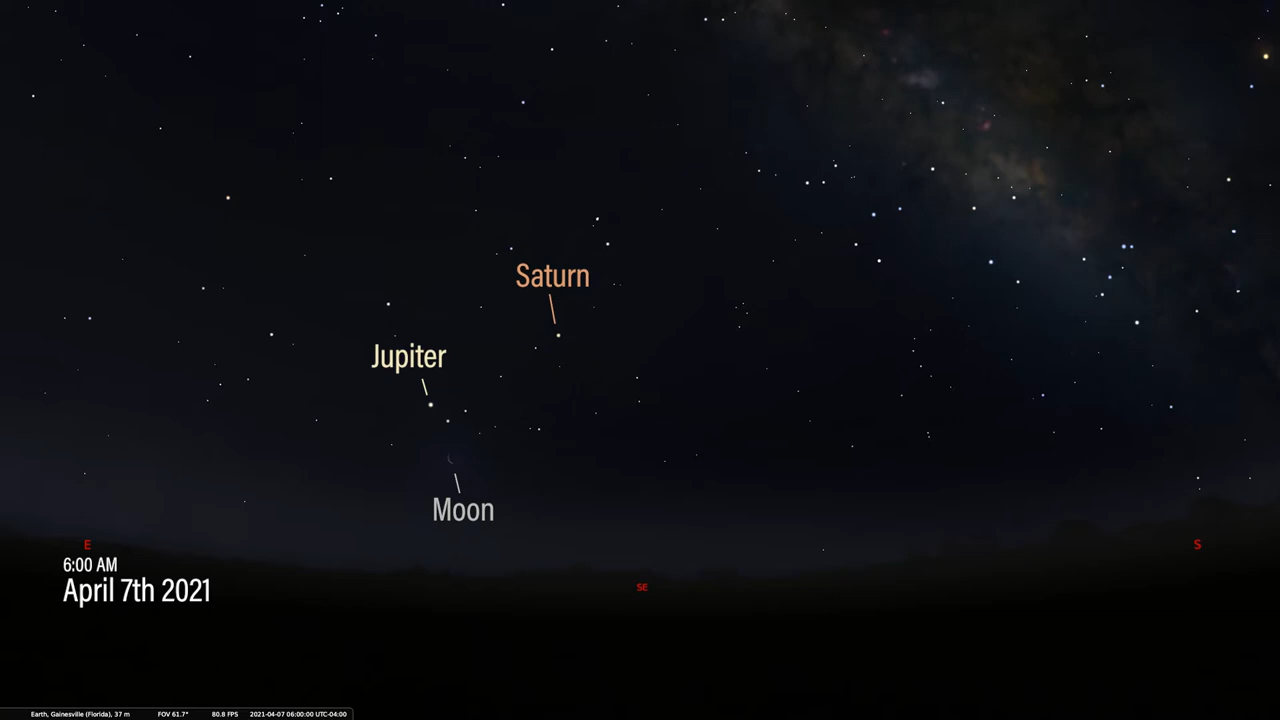 Saturn
Jupiter
Moon
E
S
6:00 AM
April 7th 2021
SE
Earth, Gainesville (Florida), 37 m FOV 61.7° 80.8 FPS 2021-04-07 06:00:00 UTC-04:00